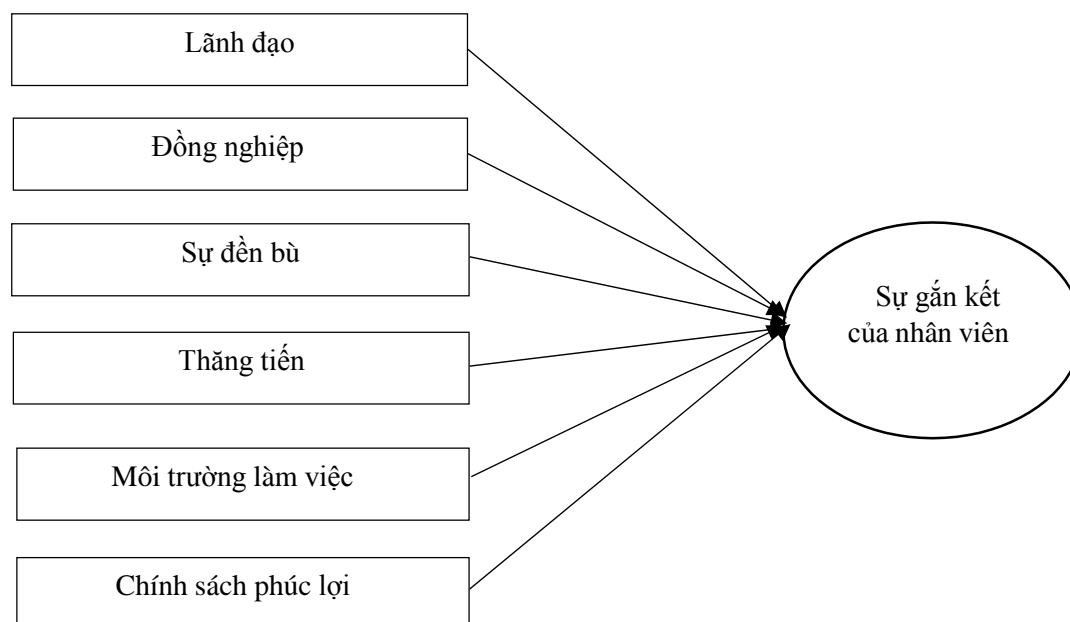 Lãnh đạo
Đồng nghiệp
Sự đền bù
Thăng tiến
Môi trường làm việc
Chính sách phúc lợi
Sự gắn kết
của nhân viên